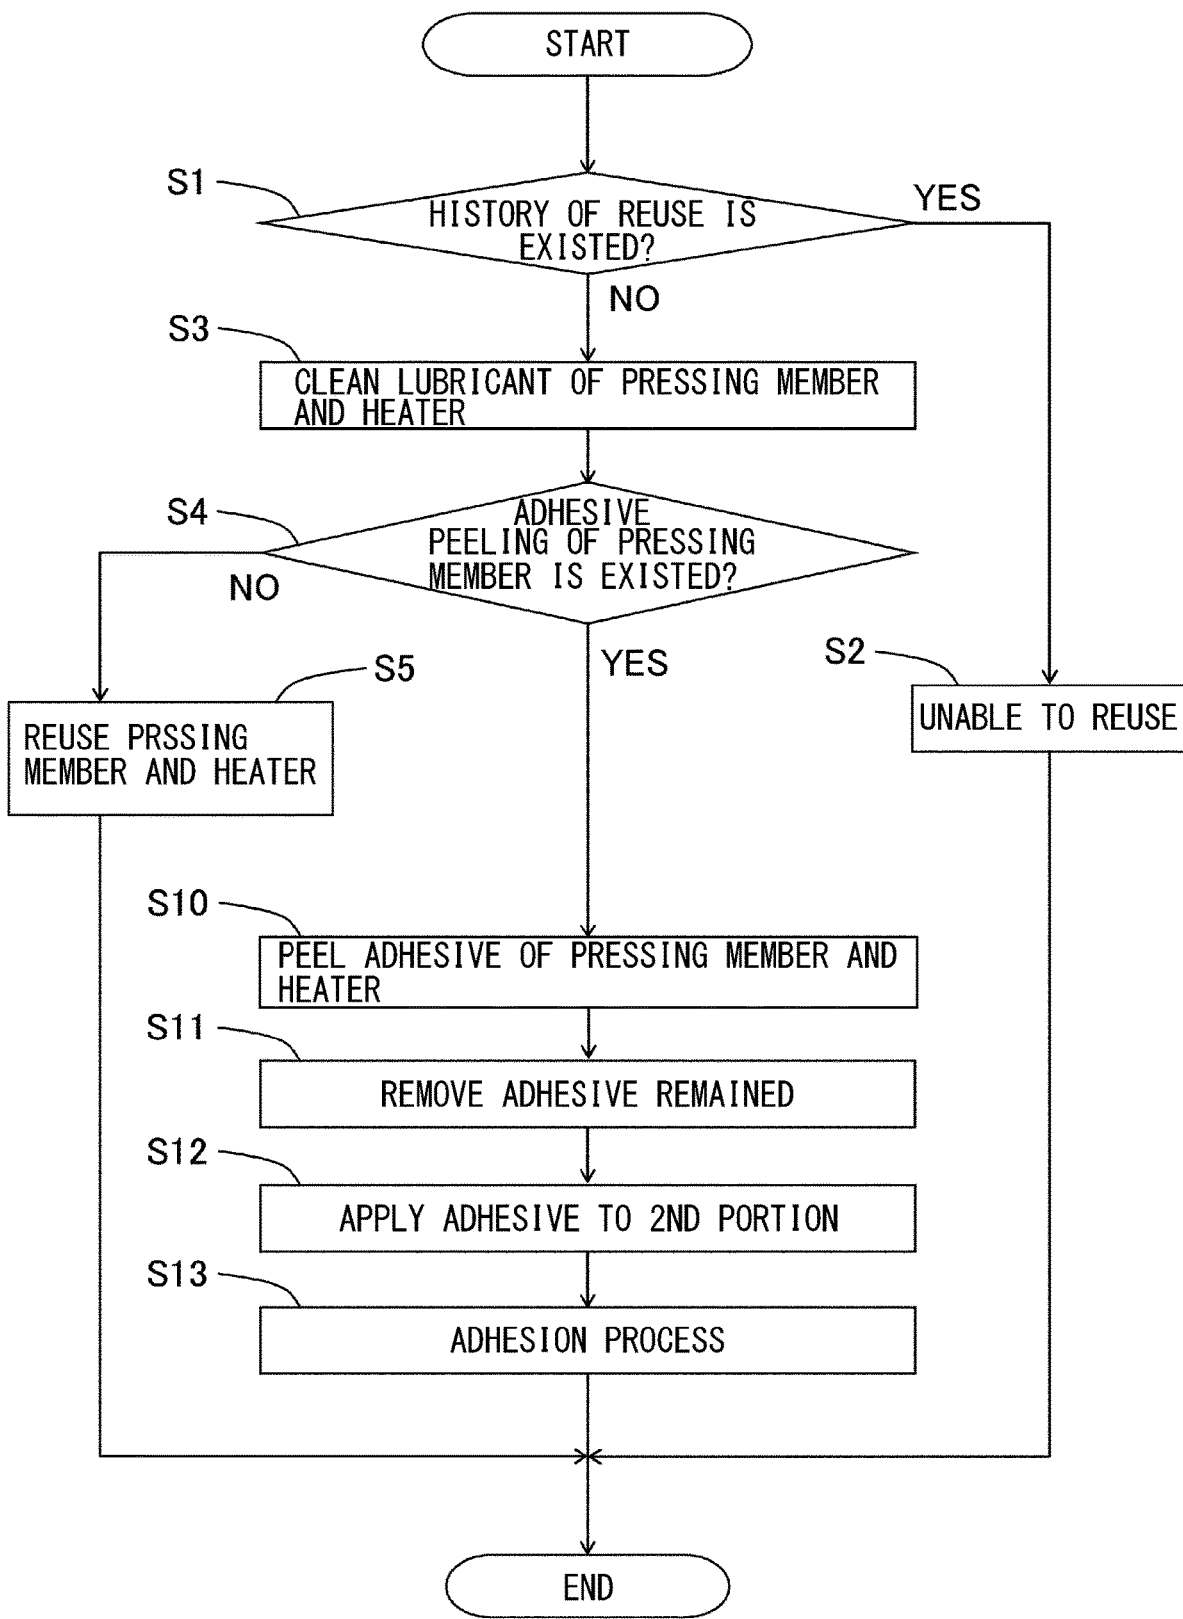 START
S1
HISTORY OF REUSE IS
EXISTED?
YES
NO
S3
CLEAN LUBRICANT OF PRESSING MEMBER
AND HEATER
S4
ADHESIVE
PEELING OF PRESSING
MEMBER IS EXISTED?
NO
YES
S5
REUSE PRSSING
MEMBER AND HEATER
S2
UNABLE TO REUSE
S10
PEEL ADHESIVE OF PRESSING MEMBER AND
HEATER
S11
REMOVE ADHESIVE REMAINED
S12
APPLY ADHESIVE TO 2ND PORTION
S13
ADHESION PROCESS
END